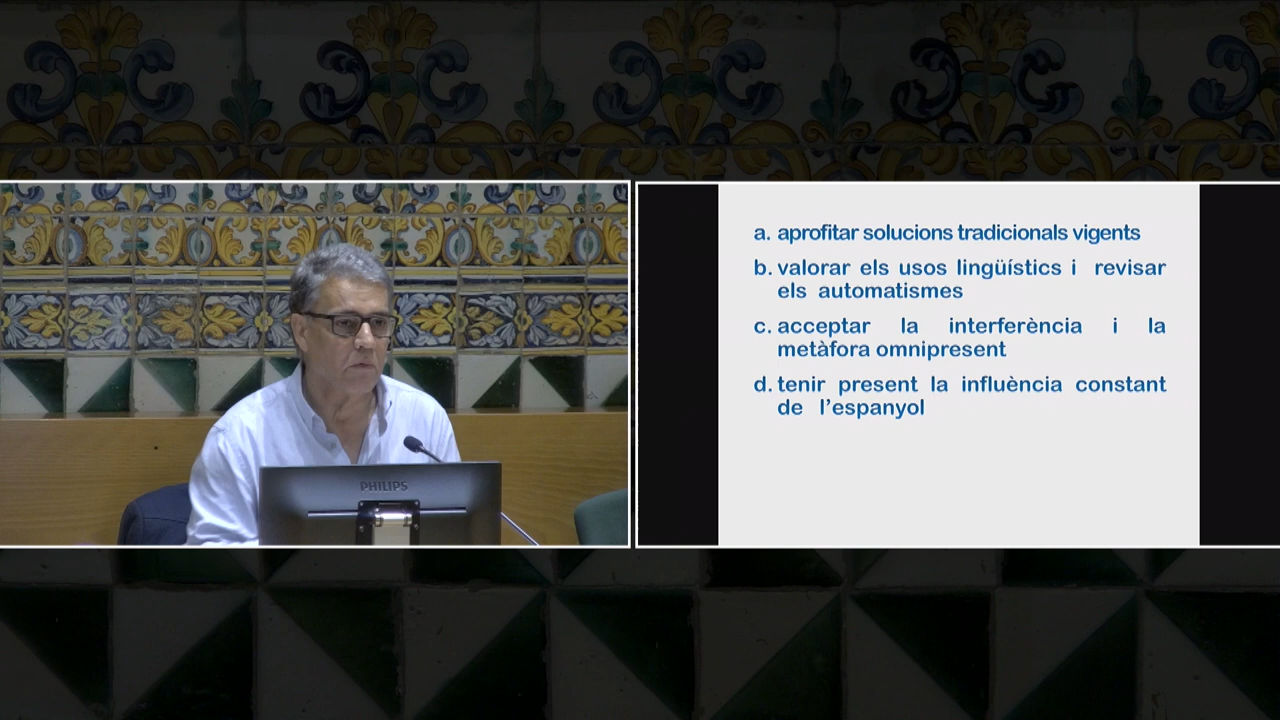 PHILIPS
a. aprofitar solucions tradicionals vigents
b. valorar els usos lingüístics i revisar
els automatismes
c. acceptar la interferència i la
metàfora omnipresent
d. tenir present la influència constant
de l'espanyol